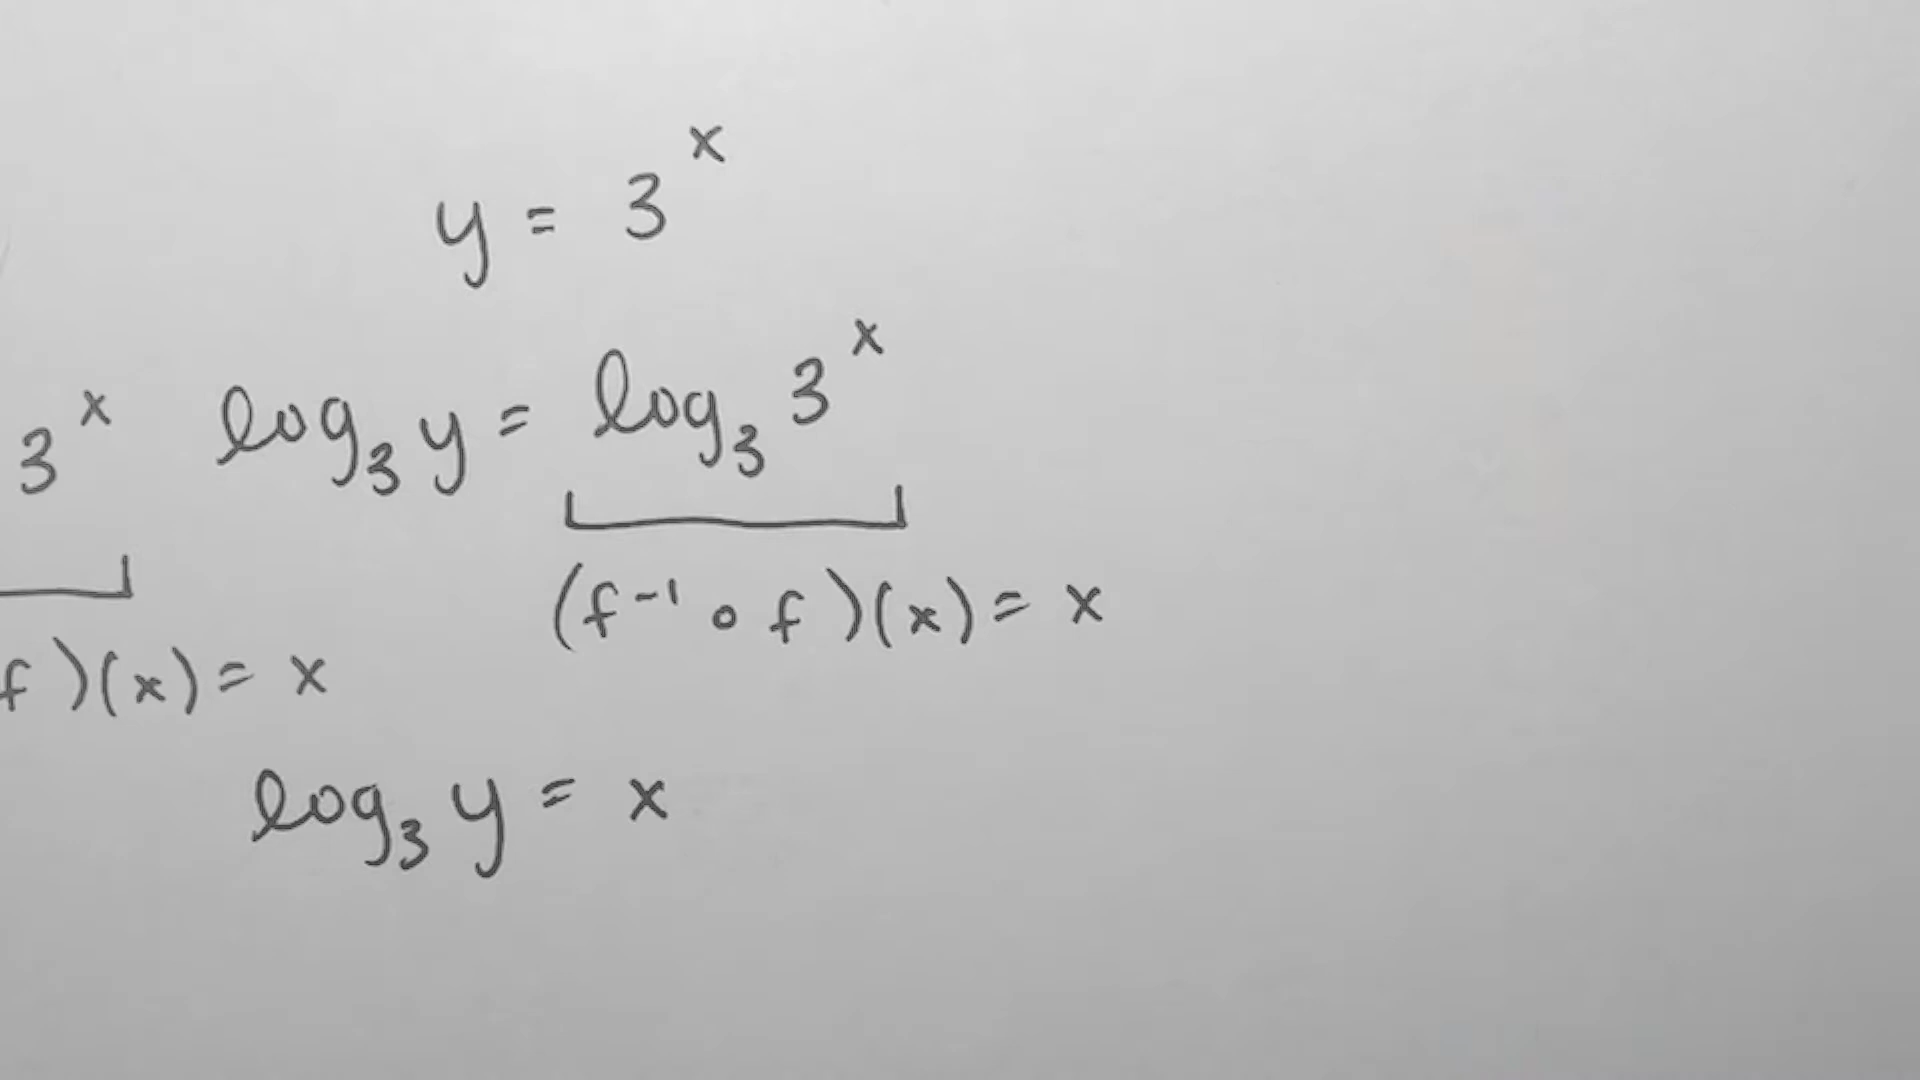 y = 3^x
3^x log₃ y = log₃ 3^x
(f⁻¹ ∘ f)(x) = x
f)(x) = x
log₃ y = x